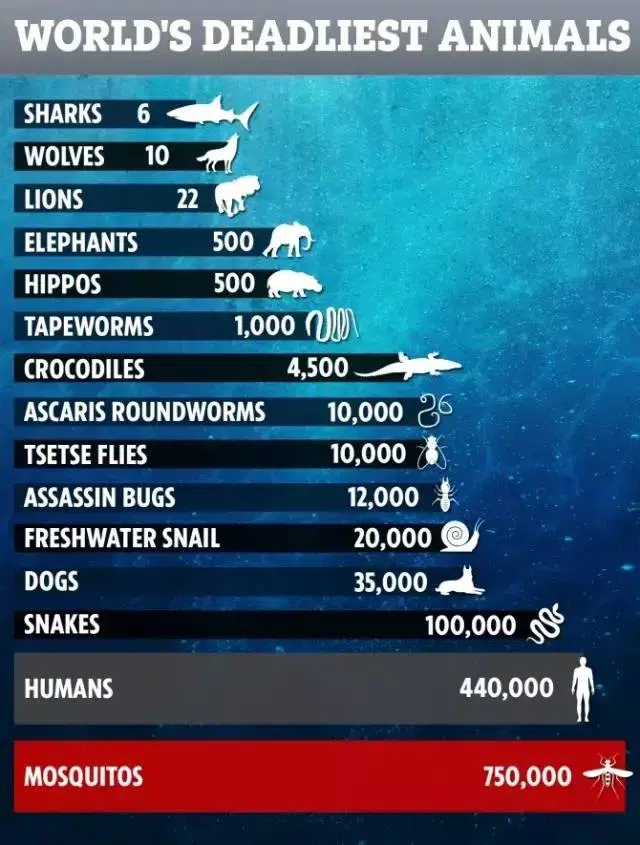 WORLD'S DEADLIEST ANIMALS
SHARKS 6
WOLVES 10
LIONS 22
ELEPHANTS 500
HIPPOS 500
TAPEWORMS 1,000
CROCODILES 4,500
ASCARIS ROUNDWORMS 10,000
TSETSE FLIES 10,000
ASSASSIN BUGS 12,000
FRESHWATER SNAIL 20,000
DOGS 35,000
SNAKES 100,000
HUMANS 440,000
MOSQUITOS 750,000